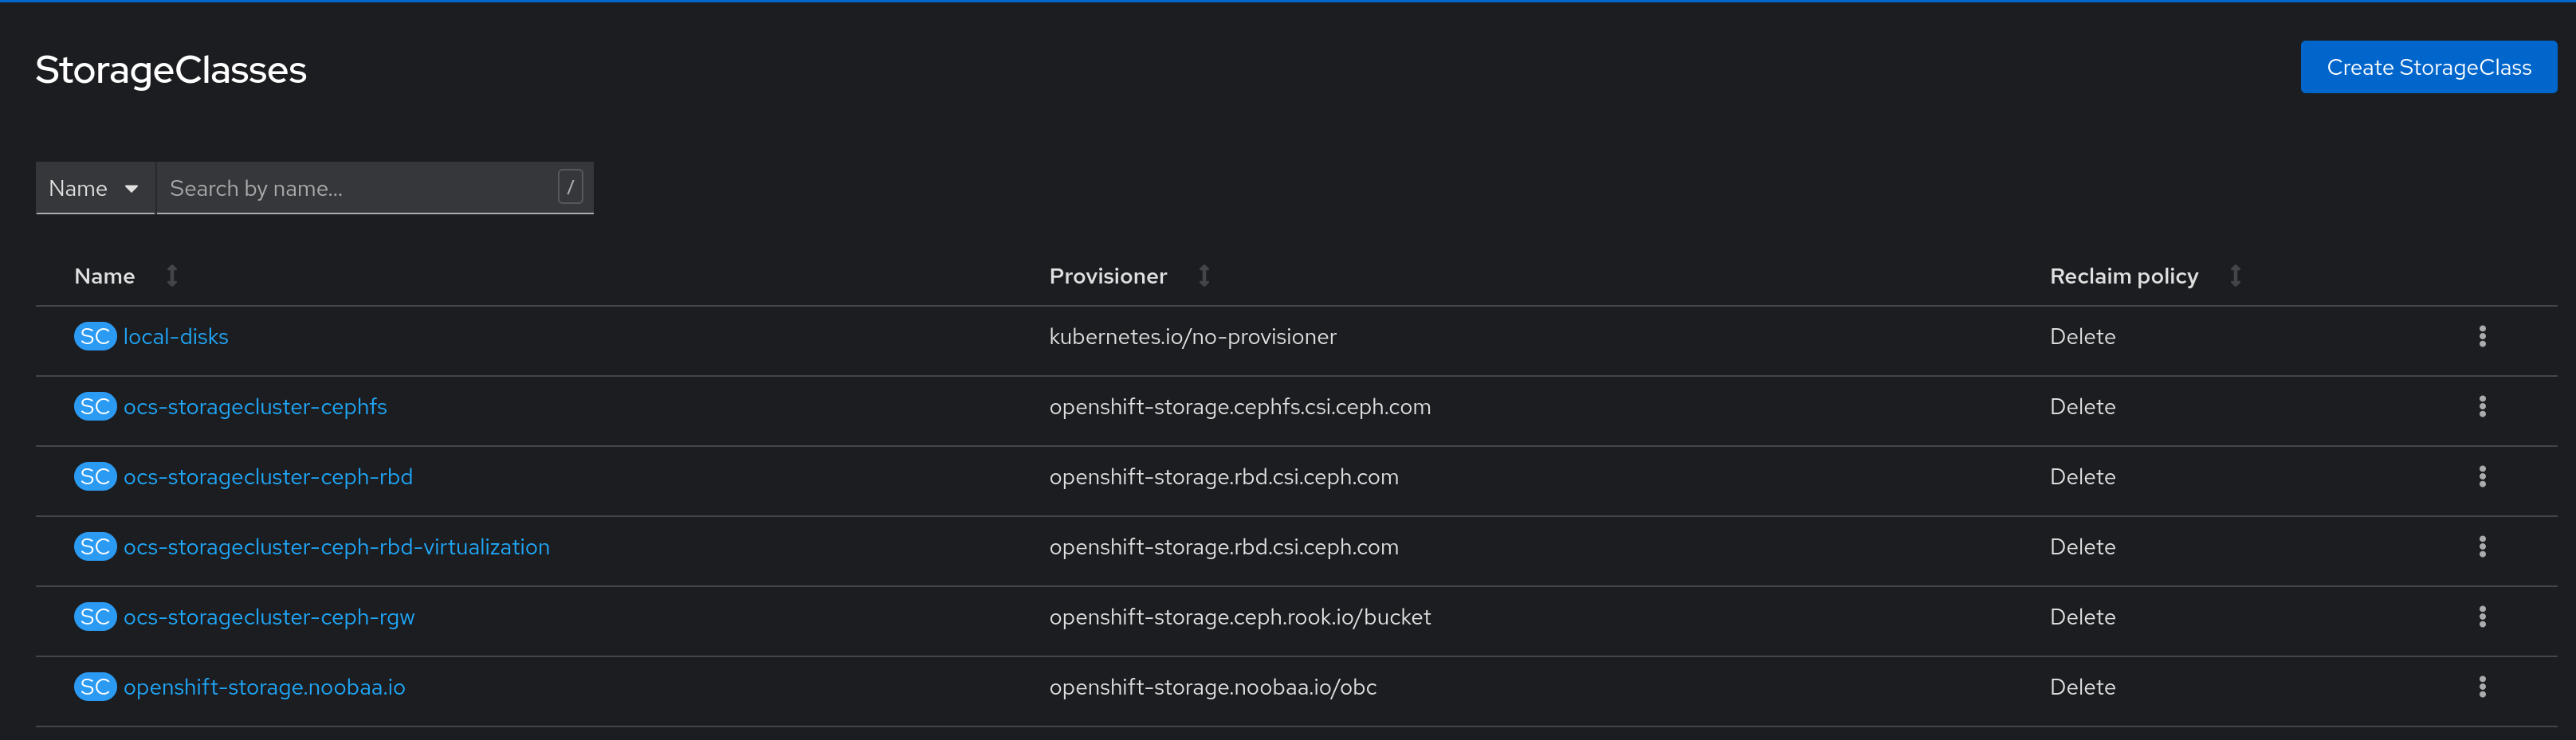 StorageClasses
Create StorageClass
Name Search by name... /
Name Provisioner Reclaim policy
SC local-disks kubernetes.io/no-provisioner Delete
SC ocs-storagecluster-cephfs openshift-storage.cephfs.csi.ceph.com Delete
SC ocs-storagecluster-ceph-rbd openshift-storage.rbd.csi.ceph.com Delete
SC ocs-storagecluster-ceph-rbd-virtualization openshift-storage.rbd.csi.ceph.com Delete
SC ocs-storagecluster-ceph-rgw openshift-storage.ceph.rook.io/bucket Delete
SC openshift-storage.noobaa.io openshift-storage.noobaa.io/obc Delete